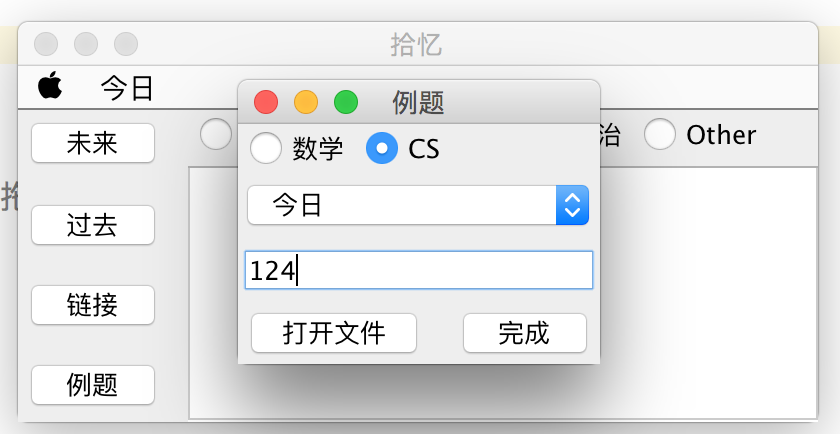 拾忆
今日
例题
未来
数学 CS
治 Other
今日
过去
124
链接
打开文件 完成
例题